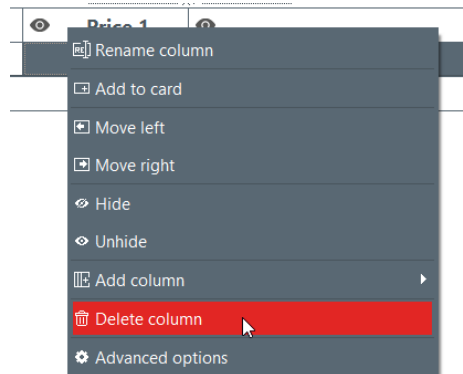 Price 1
Rename column
Add to card
Move left
Move right
Hide
Unhide
Add column
Delete column
Advanced options